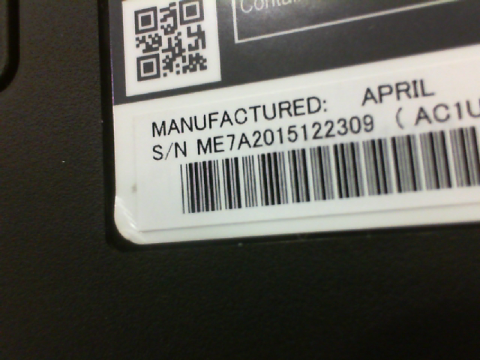 MANUFACTURED: APRIL
S/N ME7A2015122309 ( AC1U